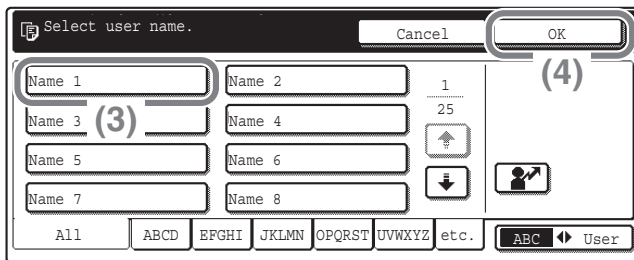 Select user name.
Cancel
OK
(4)
Name 1
Name 2
1
25
(3)
Name 3
Name 4
Name 5
Name 6
Name 7
Name 8
All
ABCD
EFGHI
JKLMN
OPQRST
UVWXYZ
etc.
ABC
User